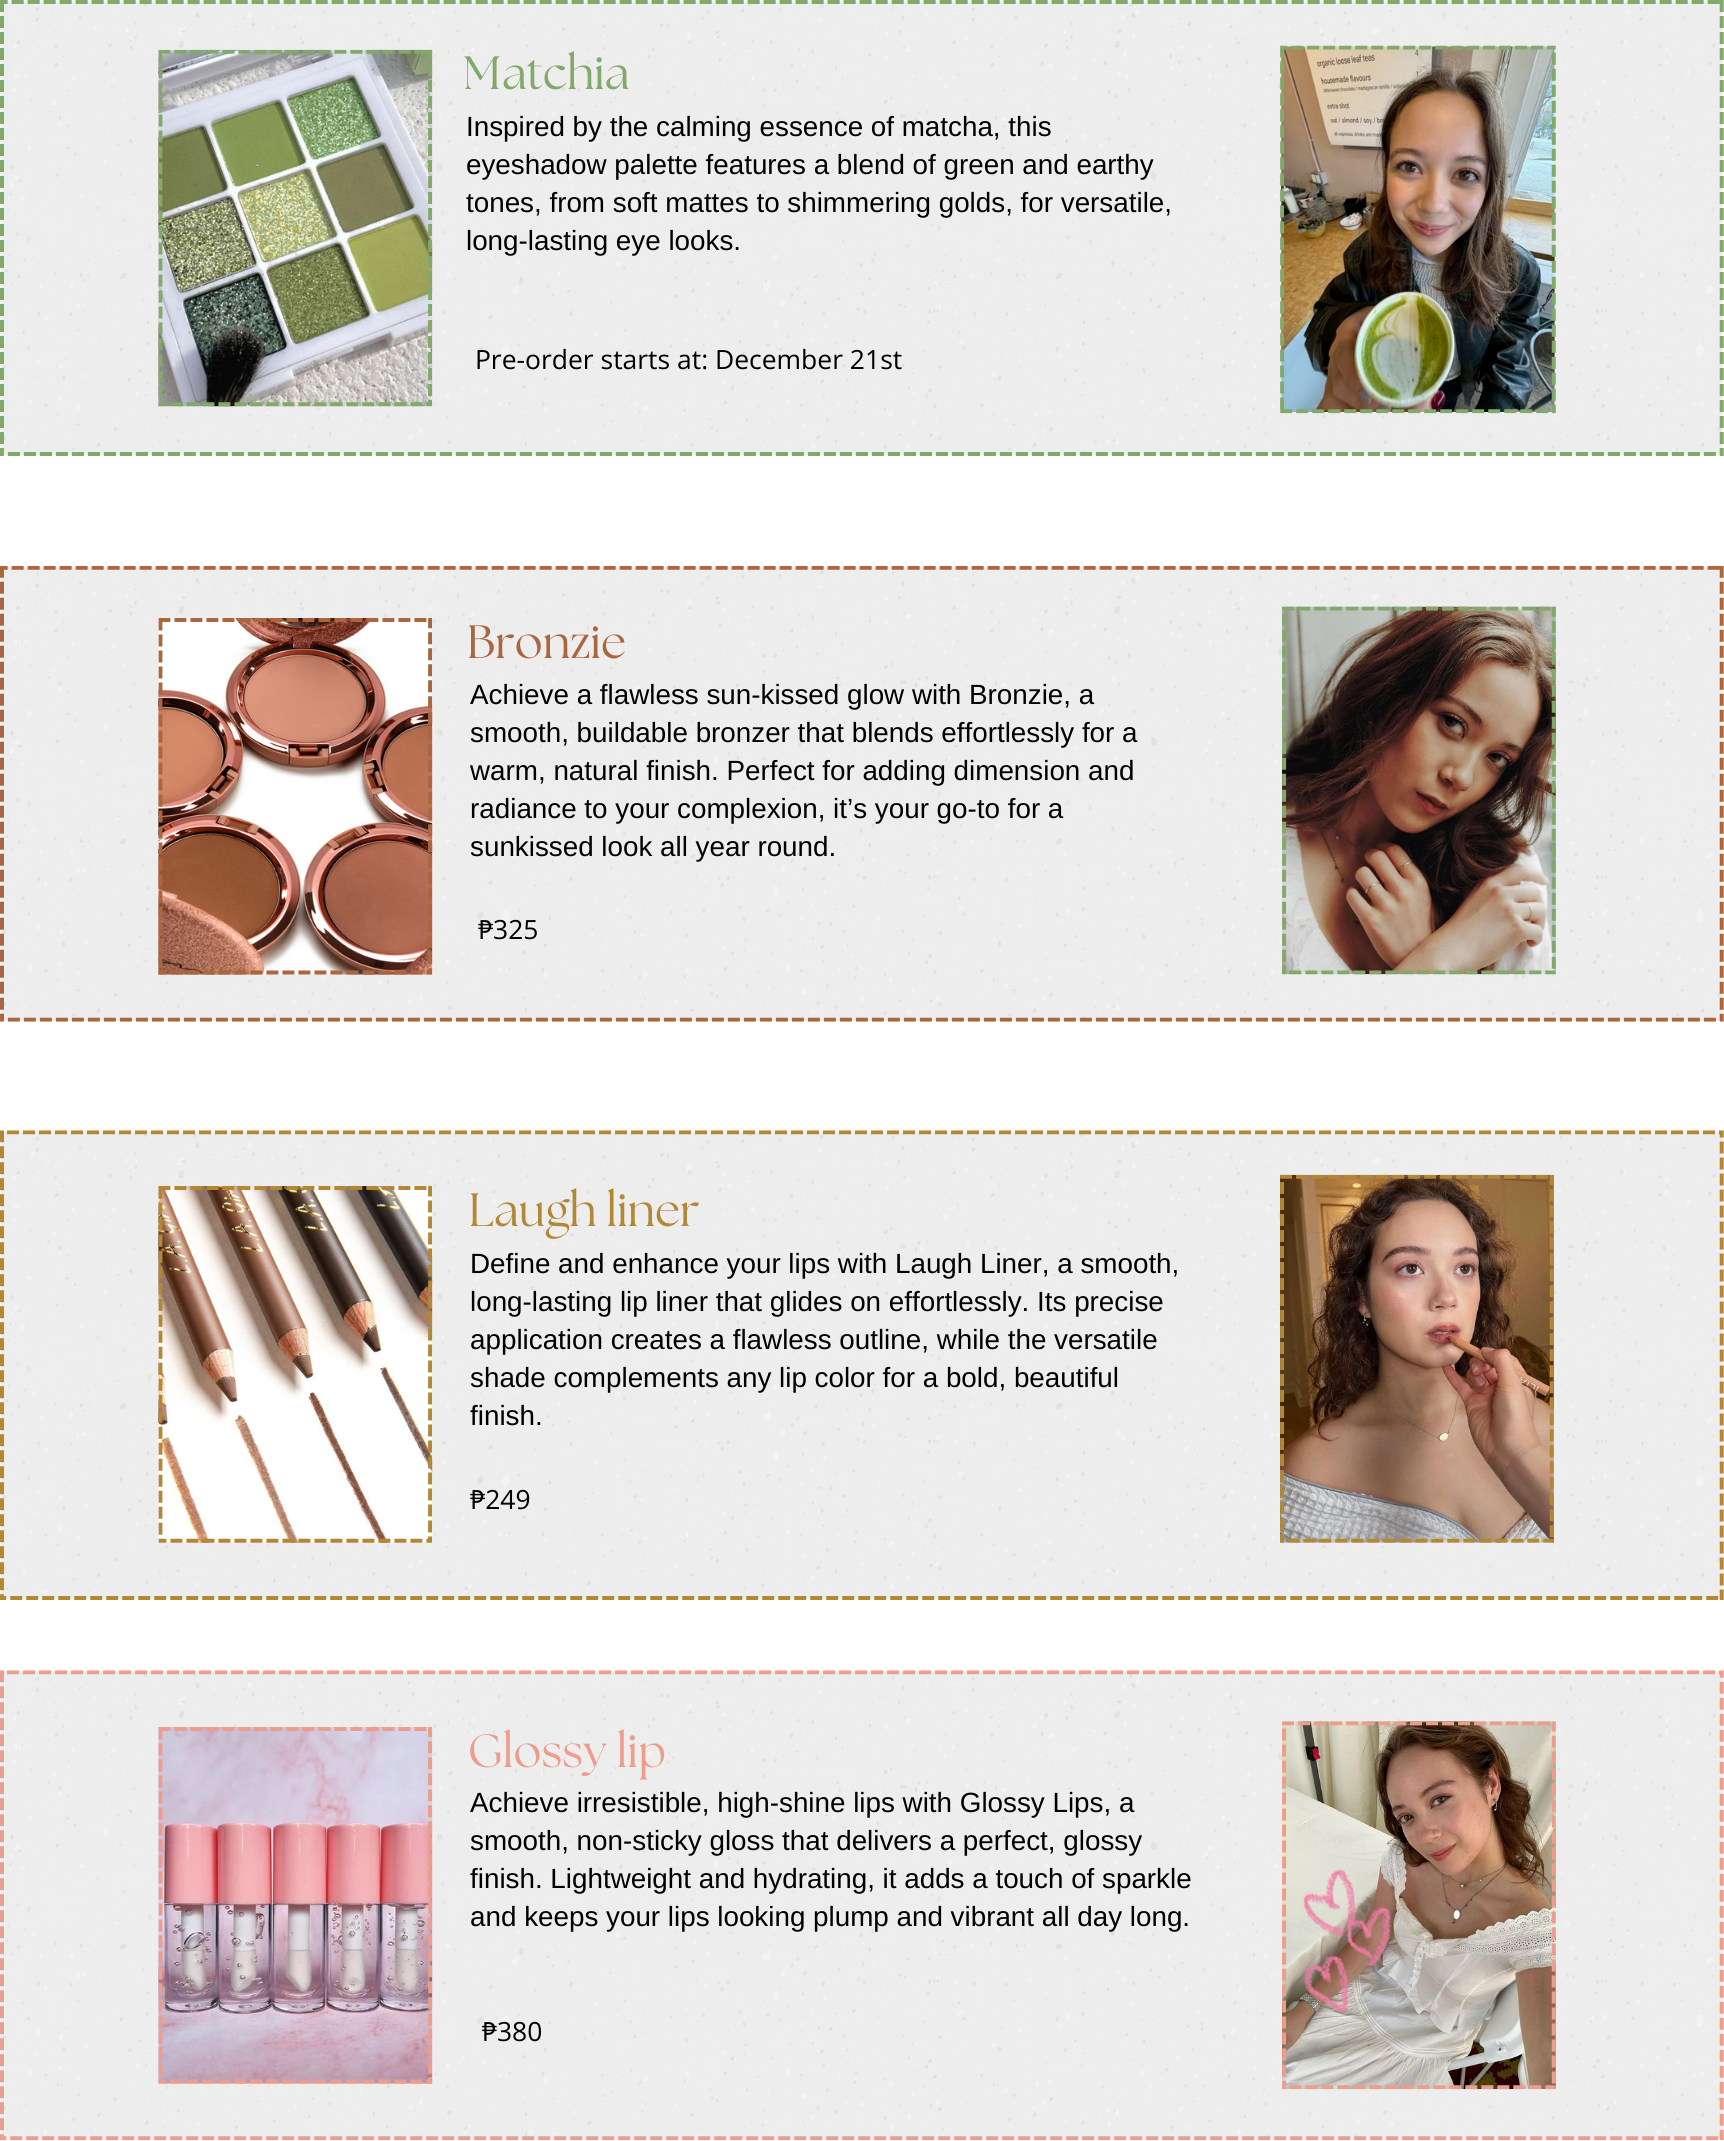 Matchia
Inspired by the calming essence of matcha, this
eyeshadow palette features a blend of green and earthy
tones, from soft mattes to shimmering golds, for versatile,
long-lasting eye looks.
Pre-order starts at: December 21st
organic loose leaf teas
housemade flavours
extra shot
Bronzie
Achieve a flawless sun-kissed glow with Bronzie, a
smooth, buildable bronzer that blends effortlessly for a
warm, natural finish. Perfect for adding dimension and
radiance to your complexion, it’s your go-to for a
sunkissed look all year round.
₱325
Laugh liner
Define and enhance your lips with Laugh Liner, a smooth,
long-lasting lip liner that glides on effortlessly. Its precise
application creates a flawless outline, while the versatile
shade complements any lip color for a bold, beautiful
finish.
₱249
Glossy lip
Achieve irresistible, high-shine lips with Glossy Lips, a
smooth, non-sticky gloss that delivers a perfect, glossy
finish. Lightweight and hydrating, it adds a touch of sparkle
and keeps your lips looking plump and vibrant all day long.
₱380